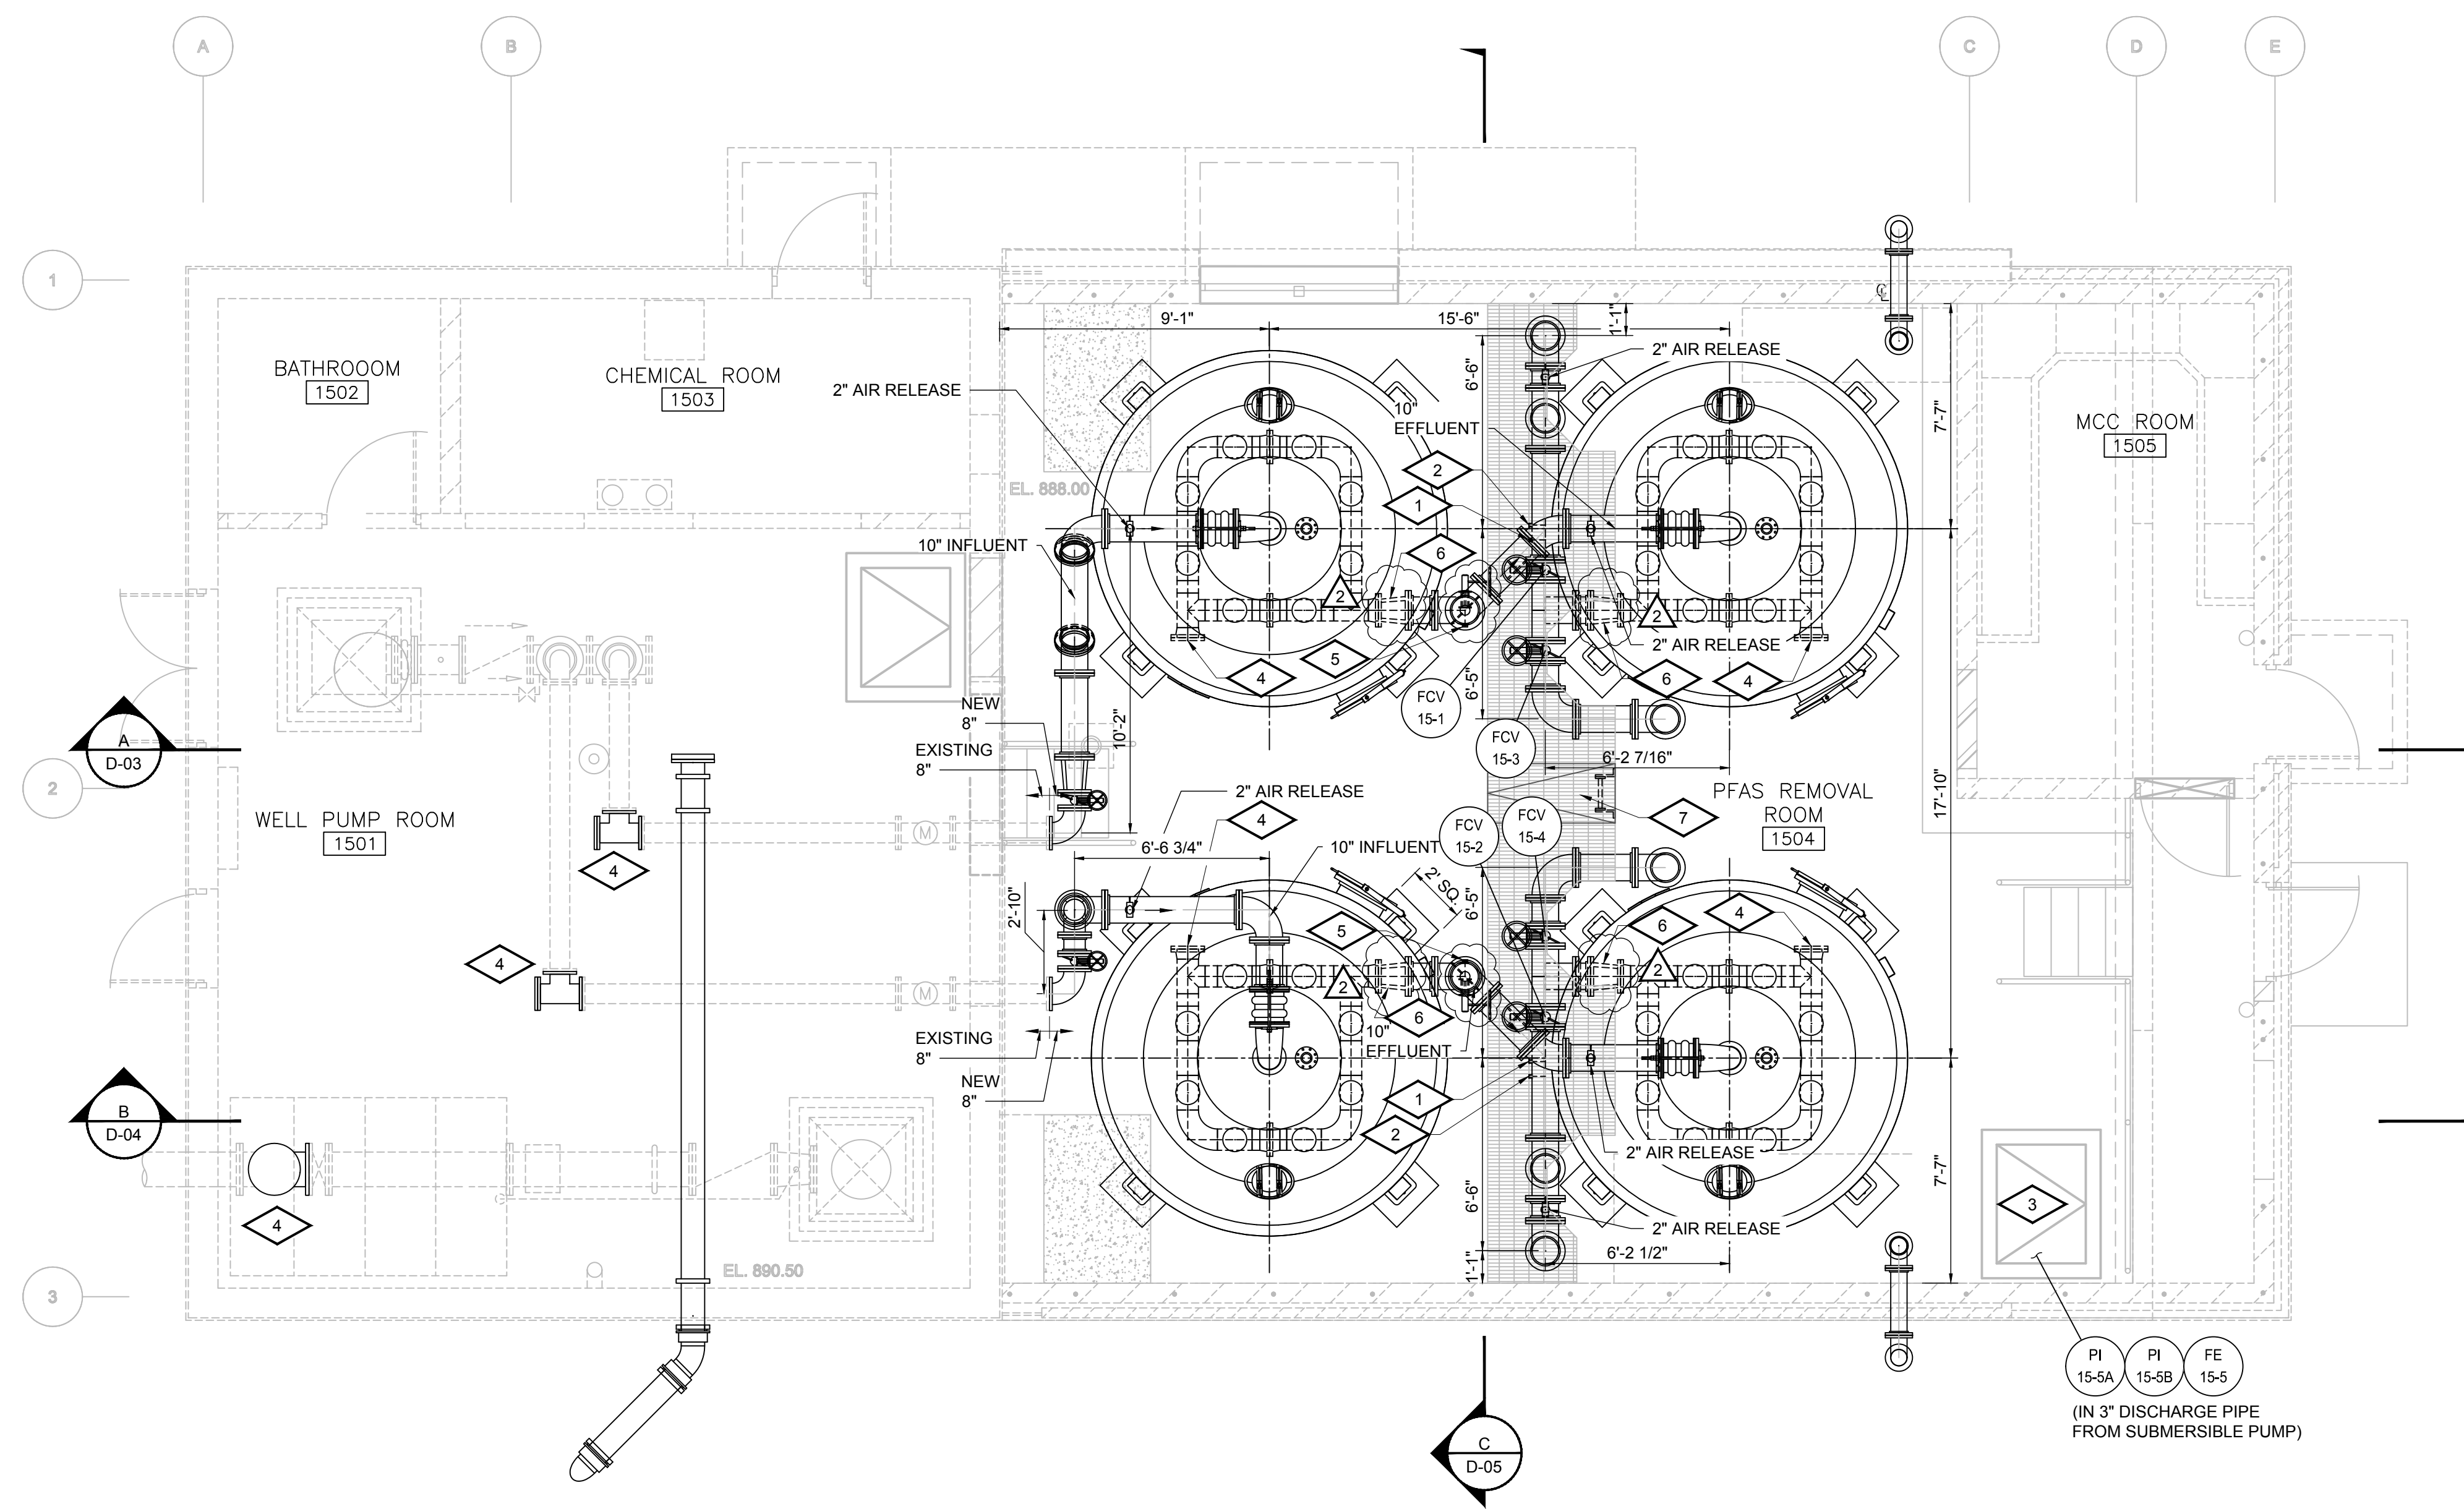 A
B
C
D
E
1
9'-1"
15'-6"
1'-1"
℄
2" AIR RELEASE
BATHROOOM
1502
CHEMICAL ROOM
1503
2" AIR RELEASE
6'-6"
10"
EFFLUENT
7'-7"
MCC ROOM
1505
2
EL. 888.00
1
10" INFLUENT
6
2
2
2" AIR RELEASE
5
4
6
4
6'-5"
FCV
15-1
NEW
8"
10'-2"
FCV
15-3
EXISTING
8"
6'-2 7/16"
A
D-03
2
2" AIR RELEASE
PFAS REMOVAL
ROOM
1504
17'-10"
WELL PUMP ROOM
1501
4
7
FCV
15-2
FCV
15-4
M
6'-6 3/4"
10" INFLUENT
4
2' SQ.
2'-10"
6'-5"
5
6
4
4
2
2
M
6
10"
EFFLUENT
EXISTING
8"
NEW
8"
1
B
D-04
2
2" AIR RELEASE
7'-7"
6'-6"
3
4
2" AIR RELEASE
6'-2 1/2"
EL. 890.50
1'-1"
3
PI
15-5A
PI
15-5B
FE
15-5
(IN 3" DISCHARGE PIPE
FROM SUBMERSIBLE PUMP)
C
D-05